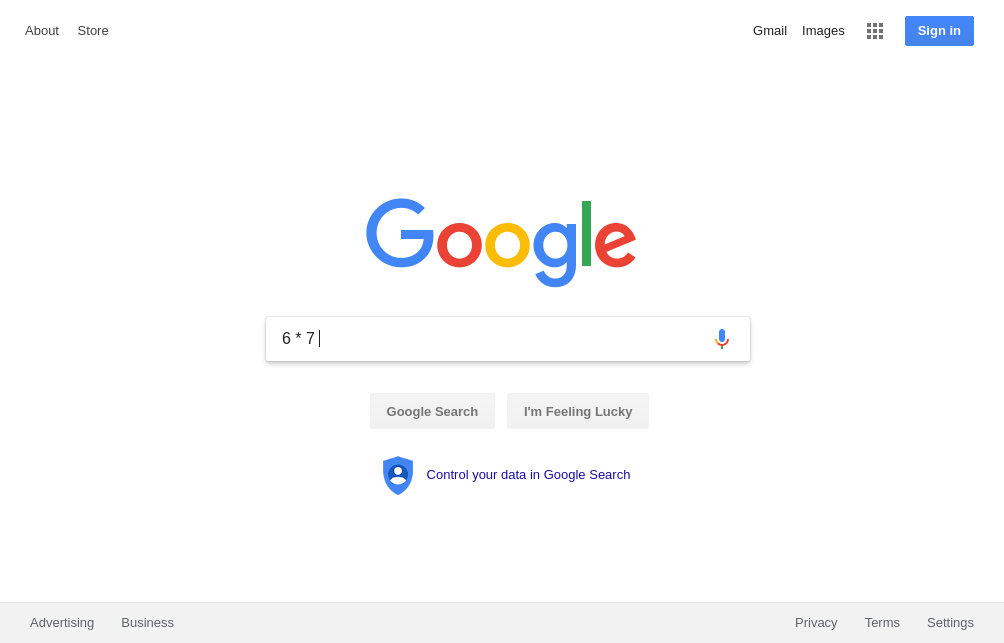 About Store Gmail Images Sign in
Google
6 * 7
Google Search I'm Feeling Lucky
Control your data in Google Search
Advertising Business Privacy Terms Settings